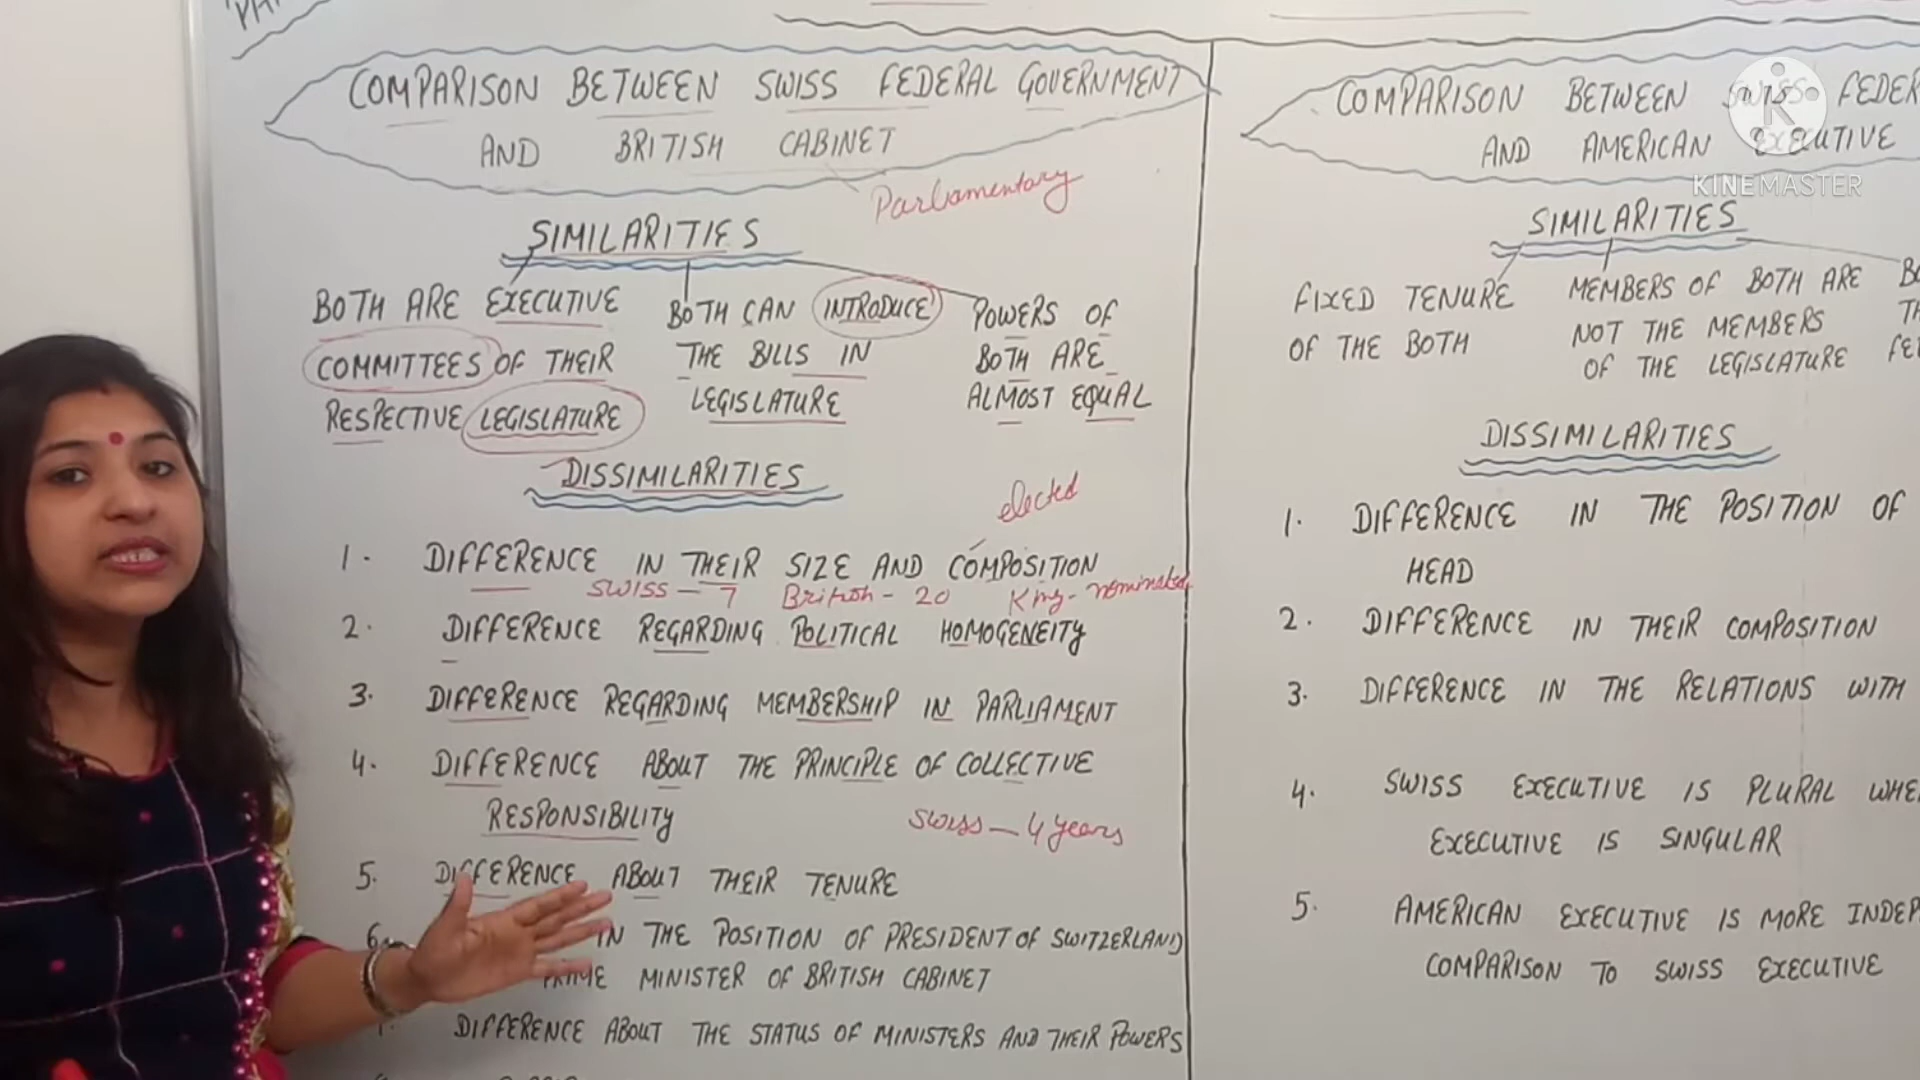 COMPARISON BETWEEN SWISS FEDERAL GOVERNMENT
AND BRITISH CABINET
Parliamentary
SIMILARITIES
BOTH ARE EXECUTIVE
COMMITTEES OF THEIR
RESPECTIVE LEGISLATURE
BOTH CAN INTRODUCE
THE BILLS IN
LEGISLATURE
POWERS OF
BOTH ARE
ALMOST EQUAL
DISSIMILARITIES
elected
1. DIFFERENCE IN THEIR SIZE AND COMPOSITION
SWISS - 7 British - 20 King - nominated
2. DIFFERENCE REGARDING POLITICAL HOMOGENEITY
3. DIFFERENCE REGARDING MEMBERSHIP IN PARLIAMENT
4. DIFFERENCE ABOUT THE PRINCIPLE OF COLLECTIVE
RESPONSIBILITY
Swiss - 4 years
5. DIFFERENCE ABOUT THEIR TENURE
6. IN THE POSITION OF PRESIDENT OF SWITZERLAND
PRIME MINISTER OF BRITISH CABINET
DIFFERENCE ABOUT THE STATUS OF MINISTERS AND THEIR POWERS
COMPARISON BETWEEN SWISS FEDER
AND AMERICAN EXECUTIVE
KINEMASTER
SIMILARITIES
FIXED TENURE
OF THE BOTH
MEMBERS OF BOTH ARE
NOT THE MEMBERS
OF THE LEGISLATURE
DISSIMILARITIES
1. DIFFERENCE IN THE POSITION OF
HEAD
2. DIFFERENCE IN THEIR COMPOSITION
3. DIFFERENCE IN THE RELATIONS WITH
4. SWISS EXECUTIVE IS PLURAL WHE
EXECUTIVE IS SINGULAR
5. AMERICAN EXECUTIVE IS MORE INDEP
COMPARISON TO SWISS EXECUTIVE